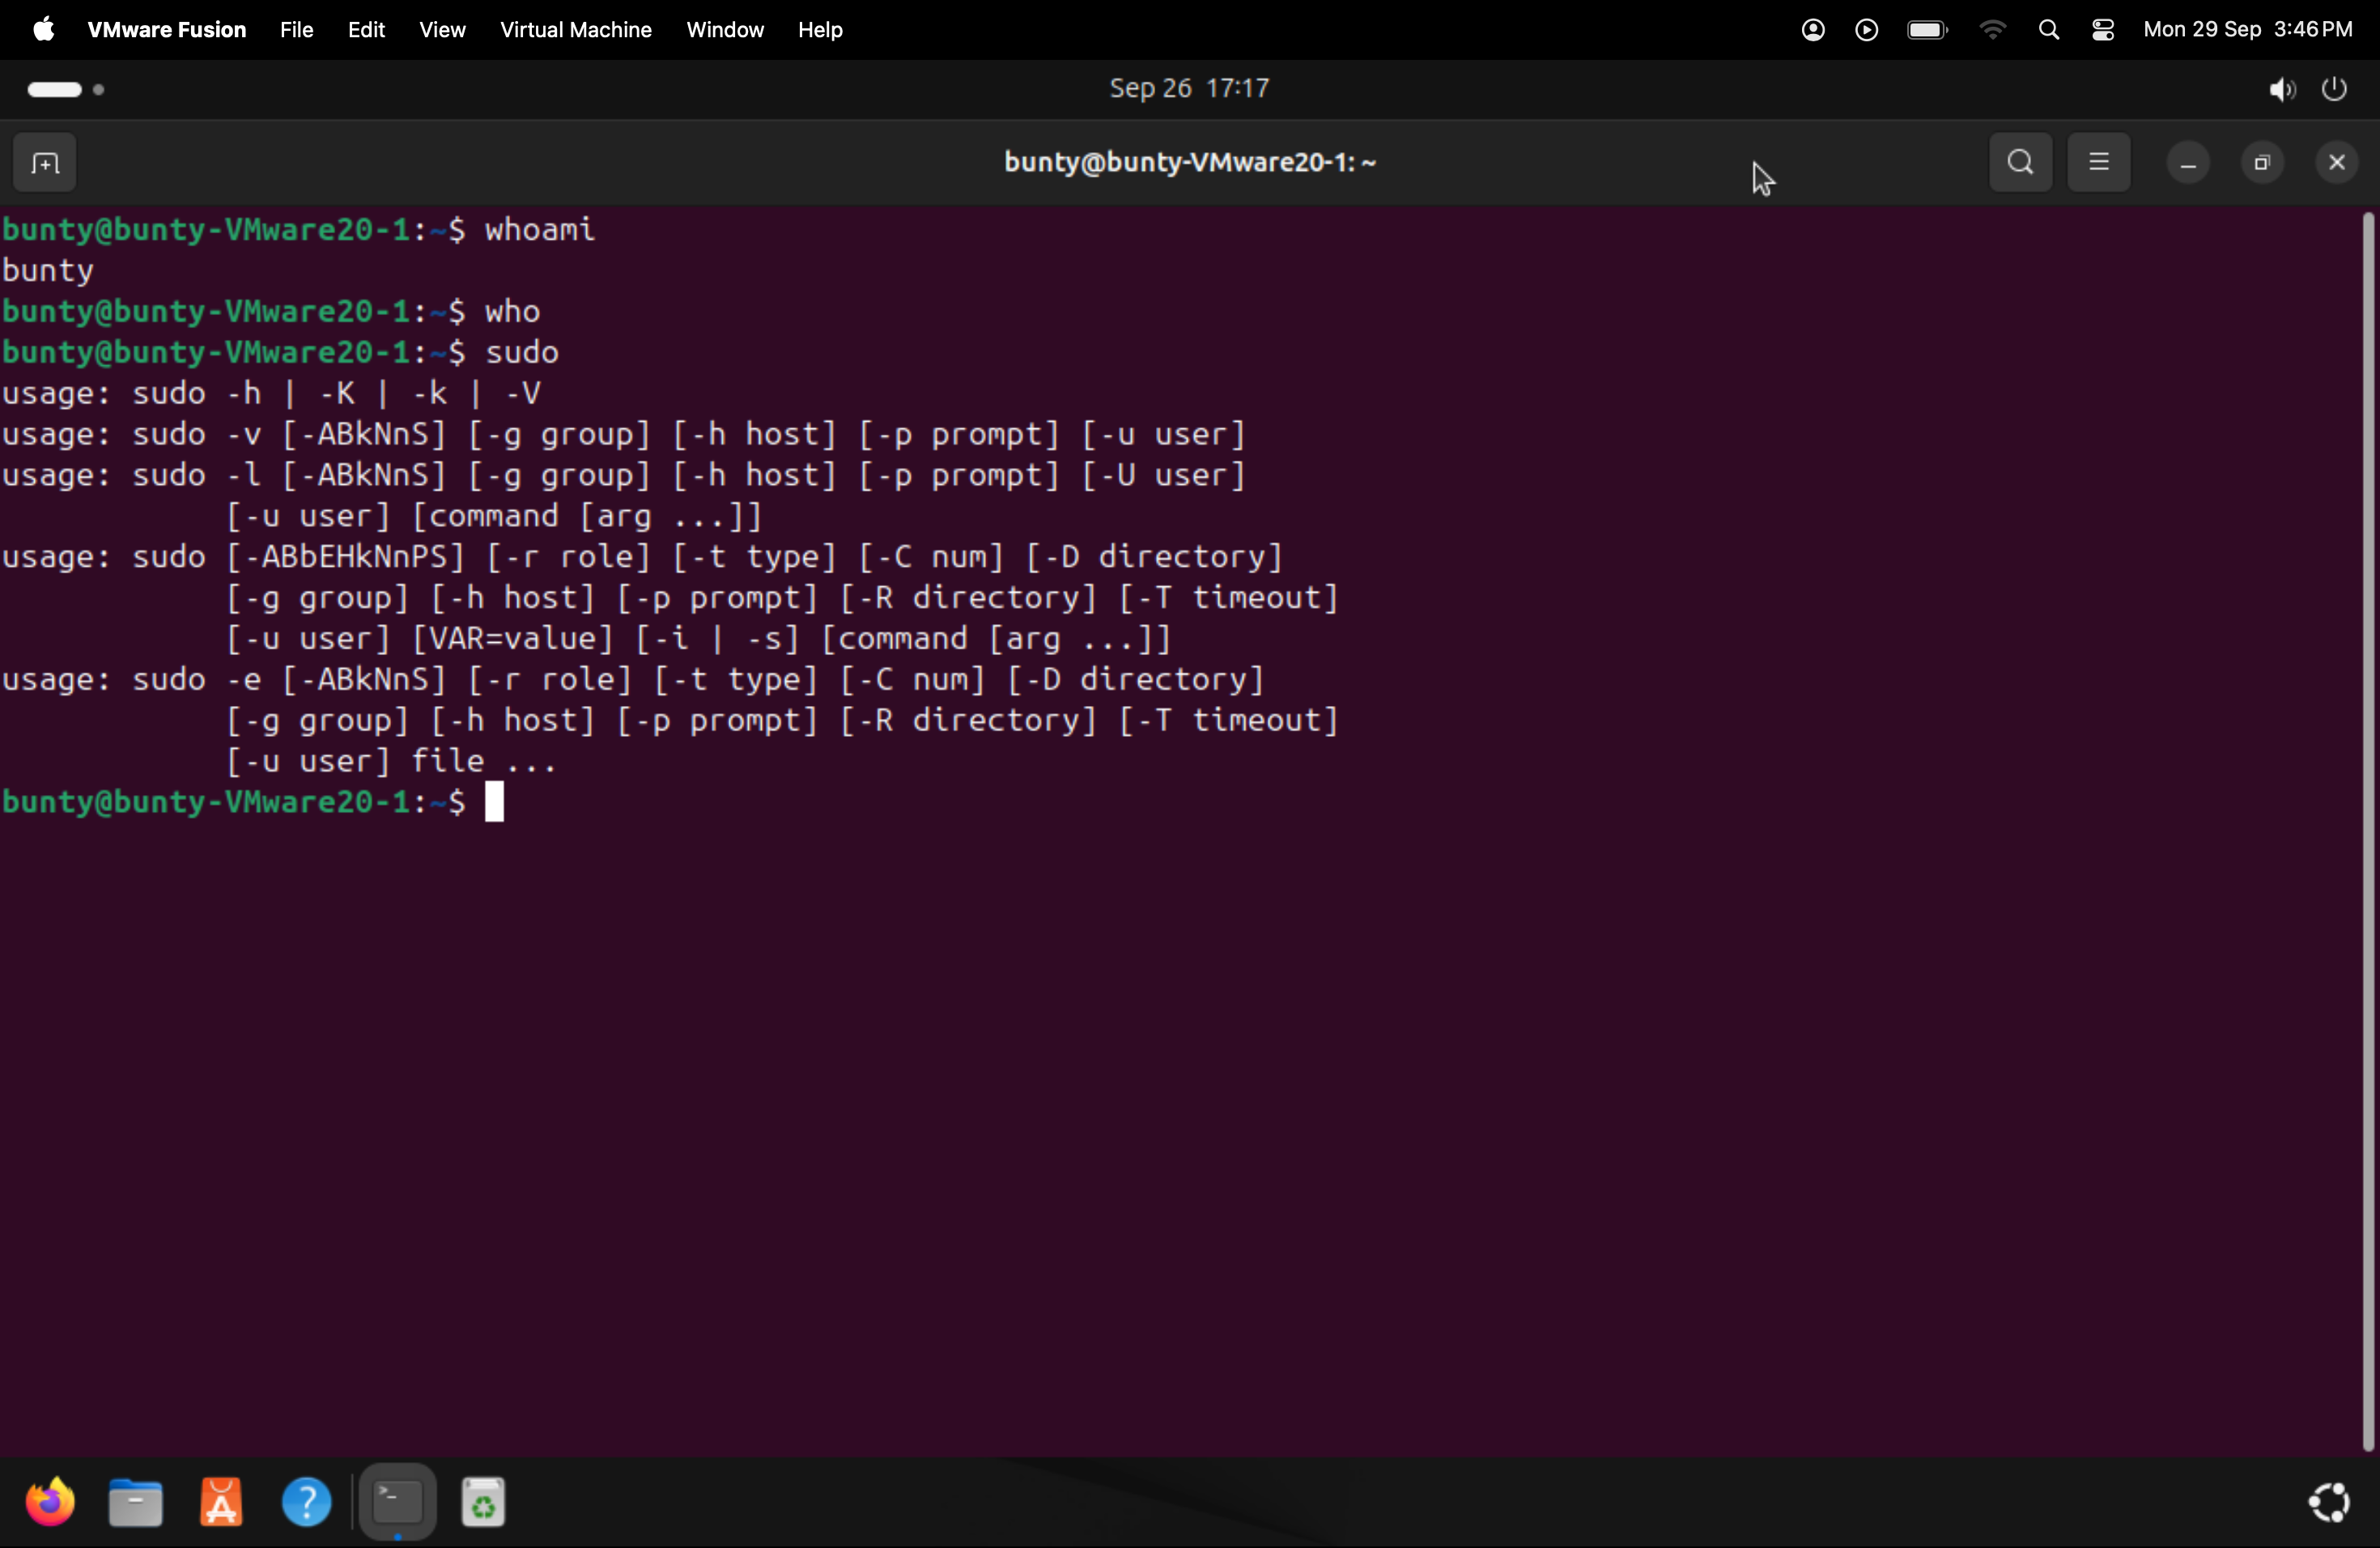 VMware Fusion File Edit View Virtual Machine Window Help Mon 29 Sep 3:46 PM
Sep 26 17:17
bunty@bunty-VMware20-1: ~
bunty@bunty-VMware20-1:~$ whoami
bunty
bunty@bunty-VMware20-1:~$ who
bunty@bunty-VMware20-1:~$ sudo
usage: sudo -h | -K | -k | -V
usage: sudo -v [-ABkNnS] [-g group] [-h host] [-p prompt] [-u user]
usage: sudo -l [-ABkNnS] [-g group] [-h host] [-p prompt] [-U user]
            [-u user] [command [arg ...]]
usage: sudo [-ABbEHkNnPS] [-r role] [-t type] [-C num] [-D directory]
            [-g group] [-h host] [-p prompt] [-R directory] [-T timeout]
            [-u user] [VAR=value] [-i | -s] [command [arg ...]]
usage: sudo -e [-ABkNnS] [-r role] [-t type] [-C num] [-D directory]
            [-g group] [-h host] [-p prompt] [-R directory] [-T timeout]
            [-u user] file ...
bunty@bunty-VMware20-1:~$